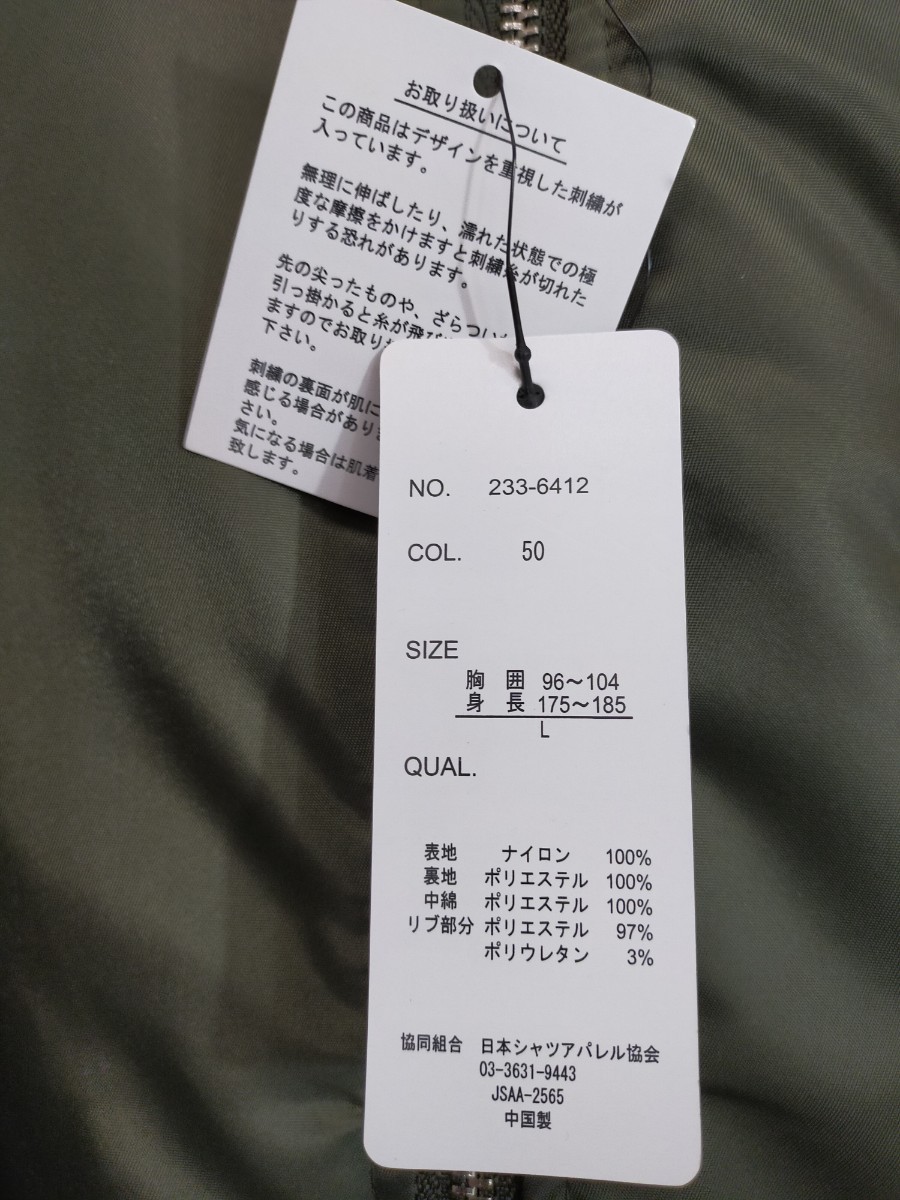 お取り扱いについて
この商品はデザインを重視した刺繍が
入っています。
無理に伸ばしたり、濡れた状態での極
度な摩擦をかけますと刺繍糸が切れた
りする恐れがあります。
先の尖ったものや、ざらつい
引っ掛かると糸が飛び
ますのでお取り
下さい。
刺繍の裏面が肌に
感じる場合があり
さい。
気になる場合は肌着
致します。
NO. 233-6412
COL. 50
SIZE
胸 囲 96〜104
身 長 175〜185
L
QUAL.
表地 ナイロン 100%
裏地 ポリエステル 100%
中綿 ポリエステル 100%
リブ部分 ポリエステル 97%
ポリウレタン 3%
協同組合 日本シャツアパレル協会
03-3631-9443
JSAA-2565
中国製